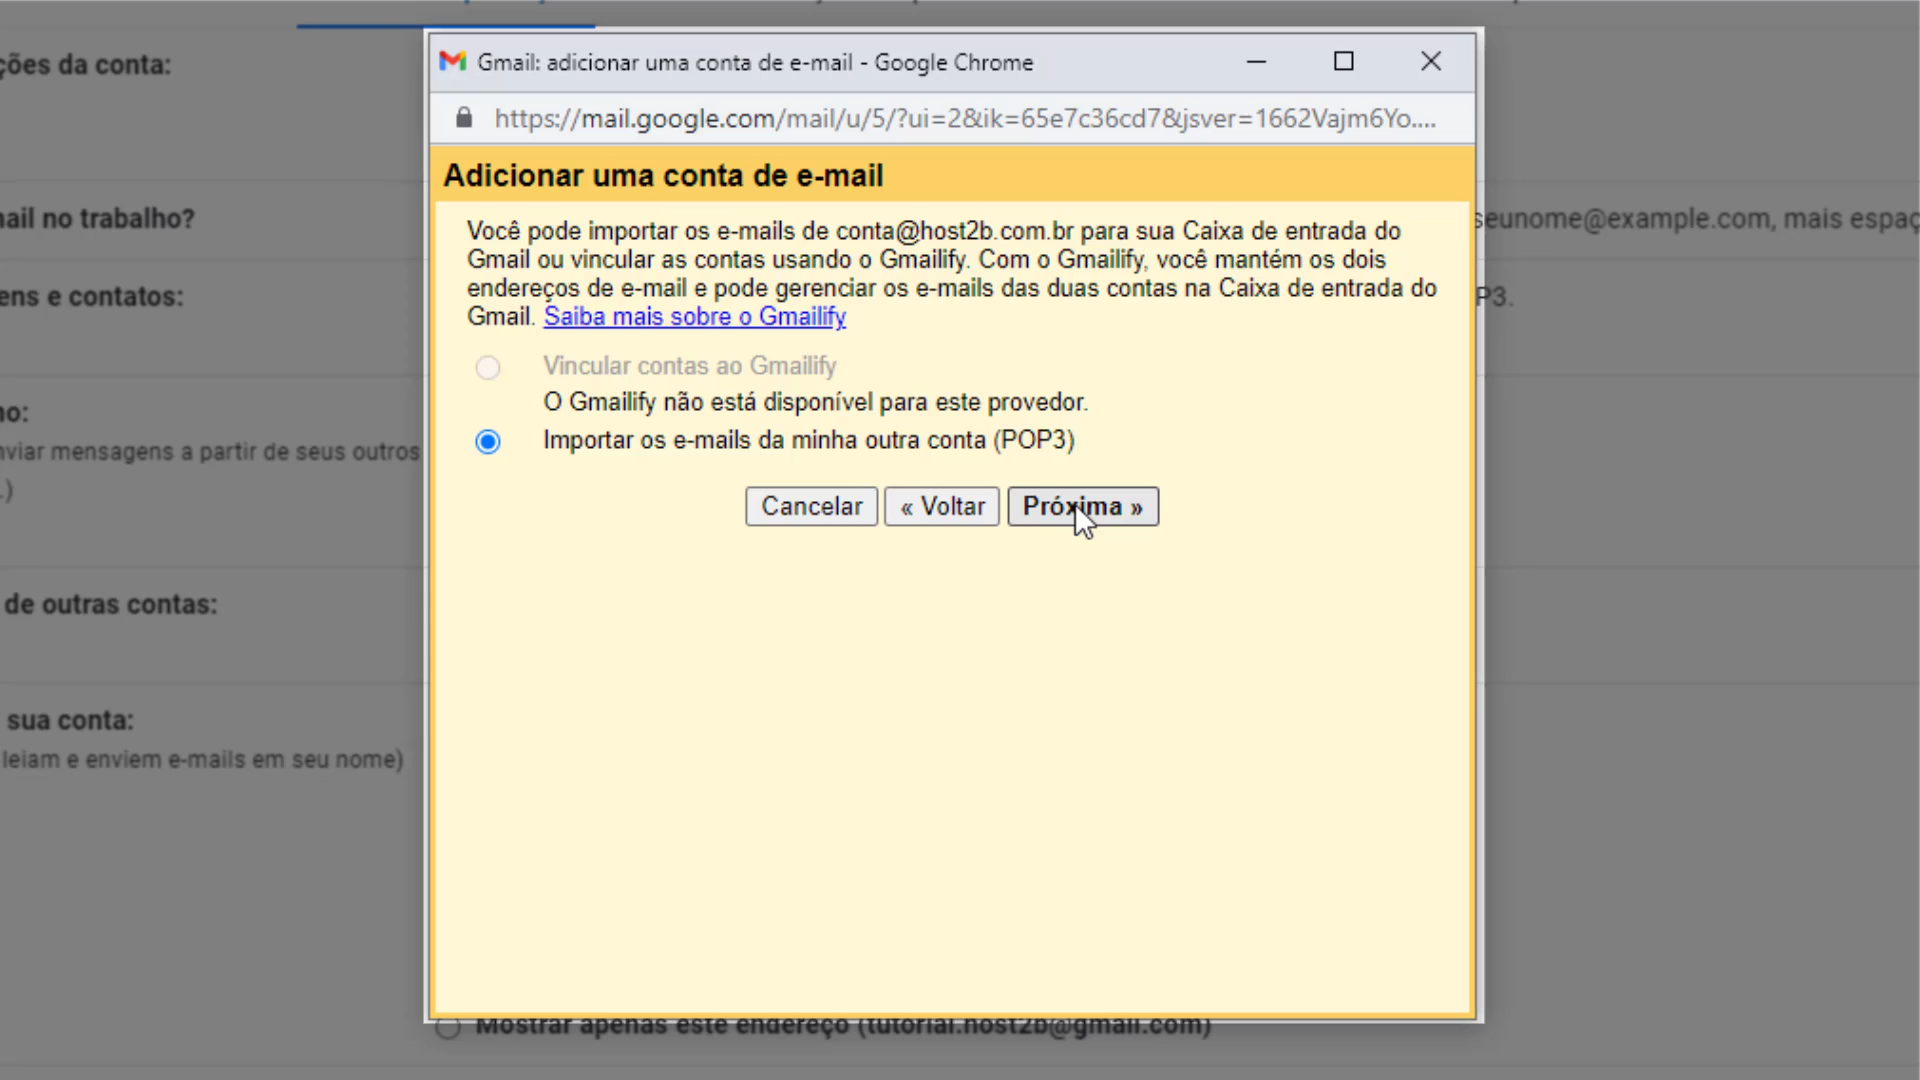 Gmail: adicionar uma conta de e-mail - Google Chrome
https://mail.google.com/mail/u/5/?ui=2&ik=65e7c36cd7&jsver=1662Vajm6Yo....
Adicionar uma conta de e-mail
Você pode importar os e-mails de conta@host2b.com.br para sua Caixa de entrada do
Gmail ou vincular as contas usando o Gmailify. Com o Gmailify, você mantém os dois
endereços de e-mail e pode gerenciar os e-mails das duas contas na Caixa de entrada do
Gmail. Saiba mais sobre o Gmailify
Vincular contas ao Gmailify
O Gmailify não está disponível para este provedor.
Importar os e-mails da minha outra conta (POP3)
Cancelar
« Voltar
Próxima »
ções da conta:
ail no trabalho?
seunome@example.com, mais espaç
ens e contatos:
P3.
no:
nviar mensagens a partir de seus outros
.)
de outras contas:
sua conta:
leiam e enviem e-mails em seu nome)
Mostrar apenas este endereço (tutorial.host2b@gmail.com)